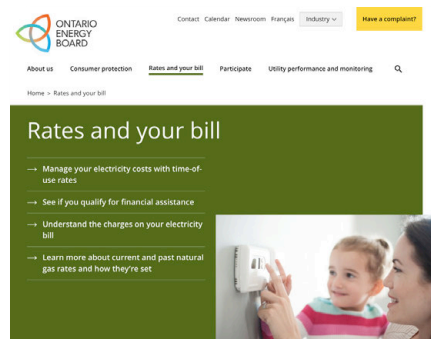 ONTARIO
ENERGY
BOARD
Contact Calendar Newsroom Français Industry
Have a complaint?
About us Consumer protection Rates and your bill Participate Utility performance and monitoring
Home > Rates and your bill
Rates and your bill
→ Manage your electricity costs with time-of-
use rates
→ See if you qualify for financial assistance
→ Understand the charges on your electricity
bill
→ Learn more about current and past natural
gas rates and how they're set